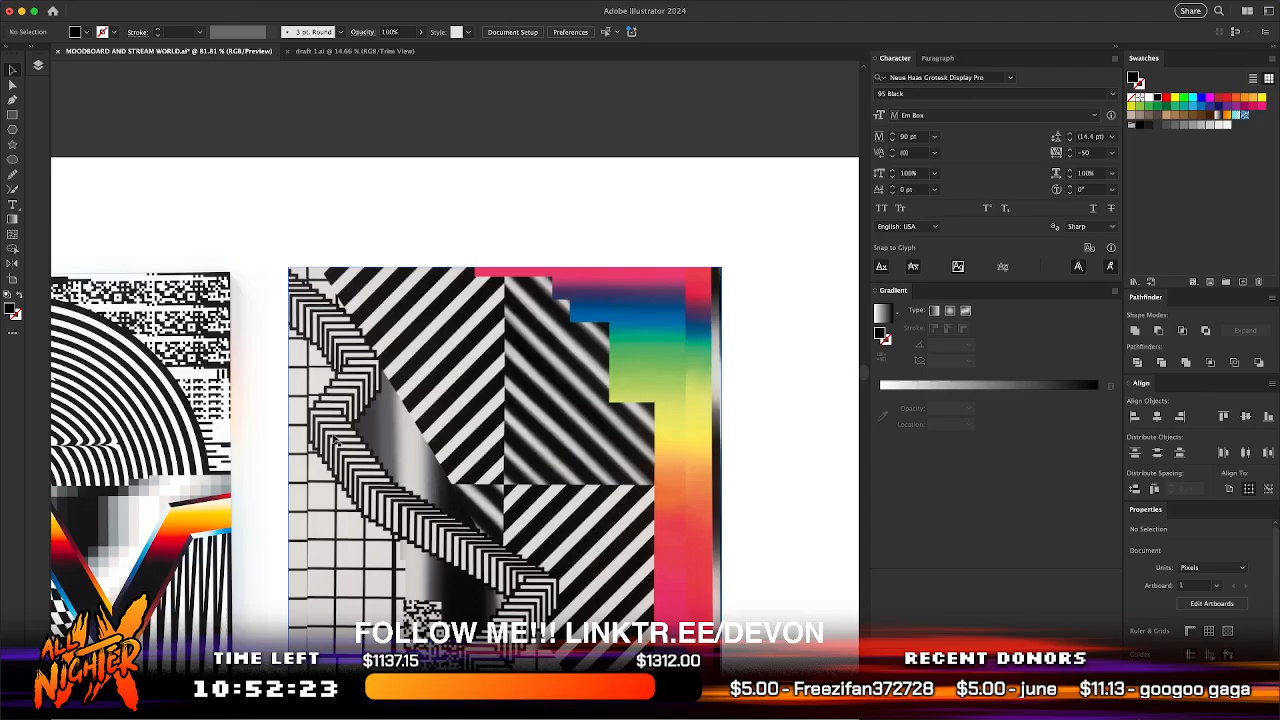 Adobe Illustrator 2024
Share
No Selection
Stroke:
3 pt. Round
Opacity:
100%
Style:
Document Setup
Preferences
MOODBOARD AND STREAM WORLD.ai* @ 81.81 % (RGB/Preview)
draft 1.ai @ 14.66 % (RGB/Trim View)
Character
Paragraph
Neue Haas Grotesk Display Pro
95 Black
Em Box
90 pt
(14.4 pt)
(0)
-50
100%
100%
0 pt
0°
English: USA
Sharp
Snap to Glyph
Gradient
Type:
Stroke:
Opacity:
Location:
Swatches
Pathfinder
Shape Modes:
Expand
Pathfinders:
Align
Align Objects:
Distribute Objects:
Distribute Spacing:
Align To:
Properties
No Selection
Document
Units:
Pixels
Artboard:
1
Edit Artboards
Ruler & Grids
Guides
FOLLOW ME!!! LINKTR.EE/DEVON
ALL NIGHTER
TIME LEFT
10:52:23
$1137.15
$1312.00
RECENT DONORS
$5.00 - Freezifan372728
$5.00 - june
$11.13 - googoo gaga